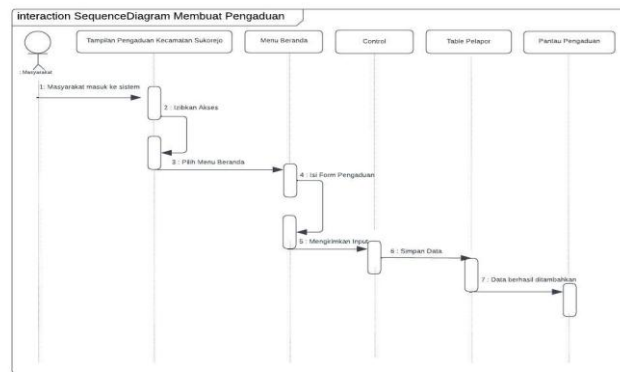 interaction SequenceDiagram Membuat Pengaduan
Tampilan Pengaduan Kecamatan Sukorejo
Menu Beranda
Control
Table Pelapor
Pantau Pengaduan
: Masyarakat
1: Masyarakat masuk ke sistem
2 : Izibkan Akses
3 : Pilih Menu Beranda
4 : Isi Form Pengaduan
5 : Mengirimkan Input
6 : Simpan Data
7 : Data berhasil ditambahkan